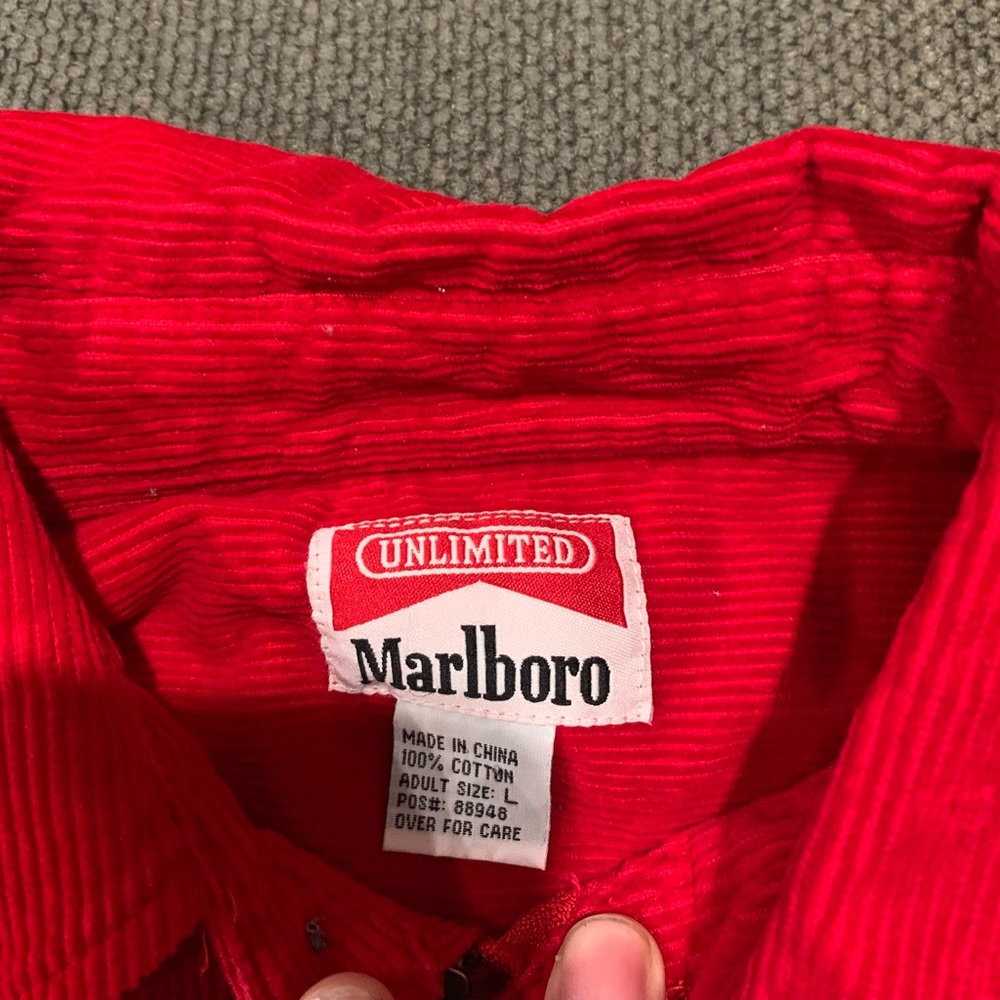 UNLIMITED
Marlboro
MADE IN CHINA
100% COTTON
ADULT SIZE: L
POS#: 88948
OVER FOR CARE